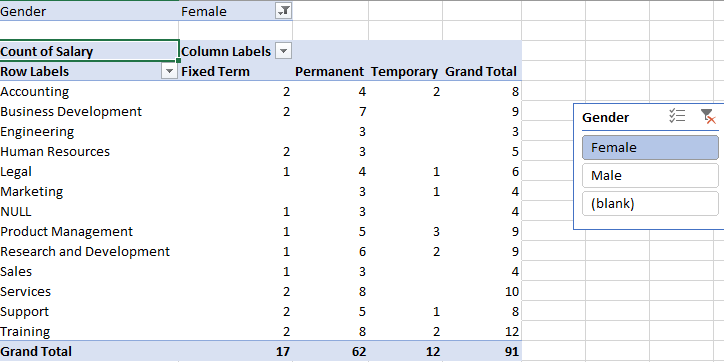 Gender Female
Count of Salary Column Labels
Row Labels Fixed Term Permanent Temporary Grand Total
Accounting 2 4 2 8
Business Development 2 7 9
Engineering 3 3
Human Resources 2 3 5
Legal 1 4 1 6
Marketing 3 1 4
NULL 1 3 4
Product Management 1 5 3 9
Research and Development 1 6 2 9
Sales 1 3 4
Services 2 8 10
Support 2 5 1 8
Training 2 8 2 12
Grand Total 17 62 12 91
Gender
Female
Male
(blank)